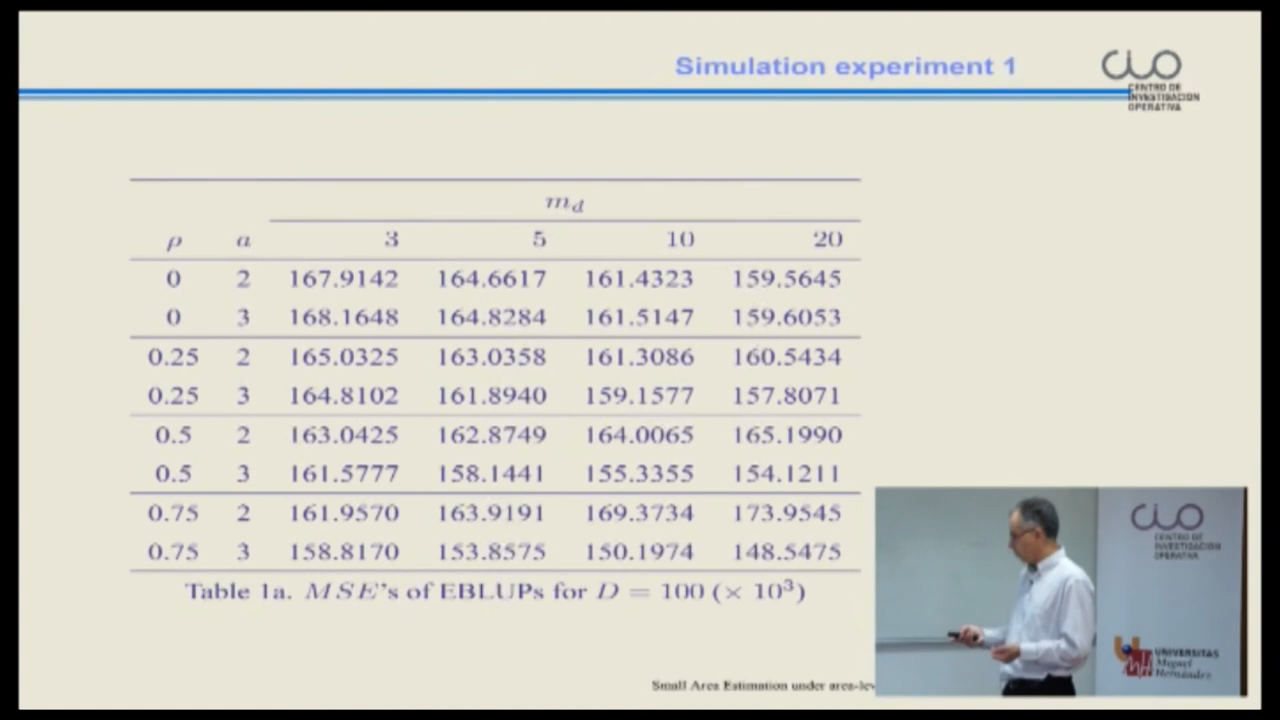 Simulation experiment 1
CIO
CENTRO DE
INVESTIGACION
OPERATIVA
m_d
ρ a 3 5 10 20
0 2 167.9142 164.6617 161.4323 159.5645
0 3 168.1648 164.8284 161.5147 159.6053
0.25 2 165.0325 163.0358 161.3086 160.5434
0.25 3 164.8102 161.8940 159.1577 157.8071
0.5 2 163.0425 162.8749 164.0065 165.1990
0.5 3 161.5777 158.1441 155.3355 154.1211
0.75 2 161.9570 163.9191 169.3734 173.9545
0.75 3 158.8170 153.8575 150.1974 148.5475
Table 1a. MSE's of EBLUPs for D = 100 (× 10³)
Small Area Estimation under area-lev
CIO
CENTRO DE
INVESTIGACION
OPERATIVA
UNIVERSITAS
Miguel
Hernández